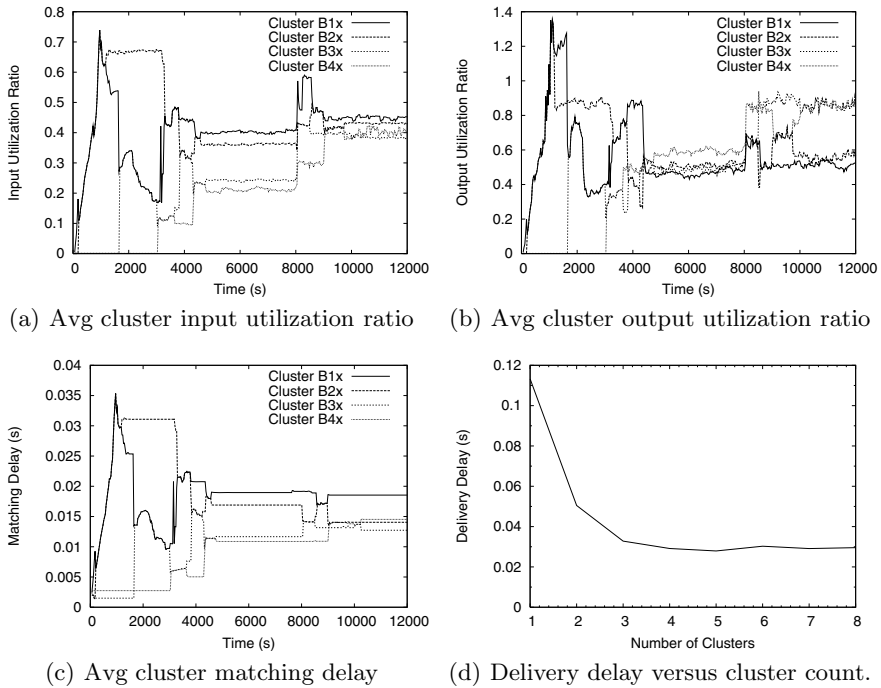 Input Utilization Ratio
0.8
0.7
0.6
0.5
0.4
0.3
0.2
0.1
0
Cluster B1x
Cluster B2x
Cluster B3x
Cluster B4x
0 2000 4000 6000 8000 10000 12000
Time (s)
(a) Avg cluster input utilization ratio
Output Utilization Ratio
1.4
1.2
1
0.8
0.6
0.4
0.2
0
Cluster B1x
Cluster B2x
Cluster B3x
Cluster B4x
0 2000 4000 6000 8000 10000 12000
Time (s)
(b) Avg cluster output utilization ratio
Matching Delay (s)
0.04
0.035
0.03
0.025
0.02
0.015
0.01
0.005
0
Cluster B1x
Cluster B2x
Cluster B3x
Cluster B4x
0 2000 4000 6000 8000 10000 12000
Time (s)
(c) Avg cluster matching delay
Delivery Delay (s)
0.12
0.1
0.08
0.06
0.04
0.02
0
1 2 3 4 5 6 7 8
Number of Clusters
(d) Delivery delay versus cluster count.